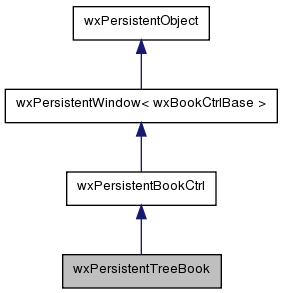 wxPersistentObject
wxPersistentWindow< wxBookCtrlBase >
wxPersistentBookCtrl
wxPersistentTreeBook